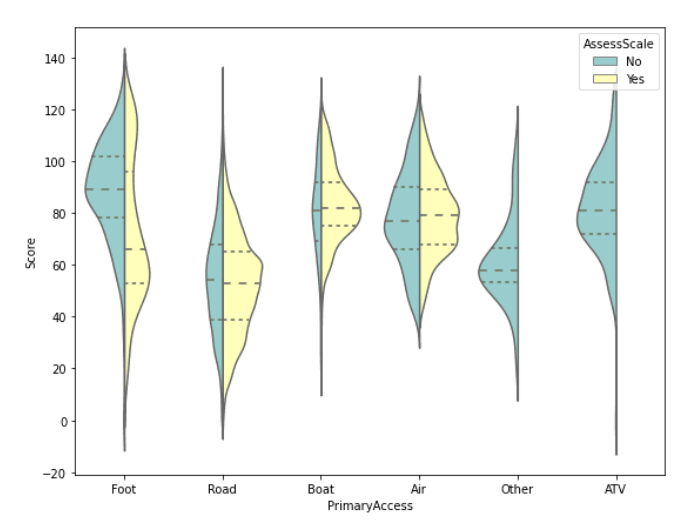 AssessScale
No
Yes
140
120
100
80
60
40
20
0
−20
Score
Foot Road Boat Air Other ATV
PrimaryAccess